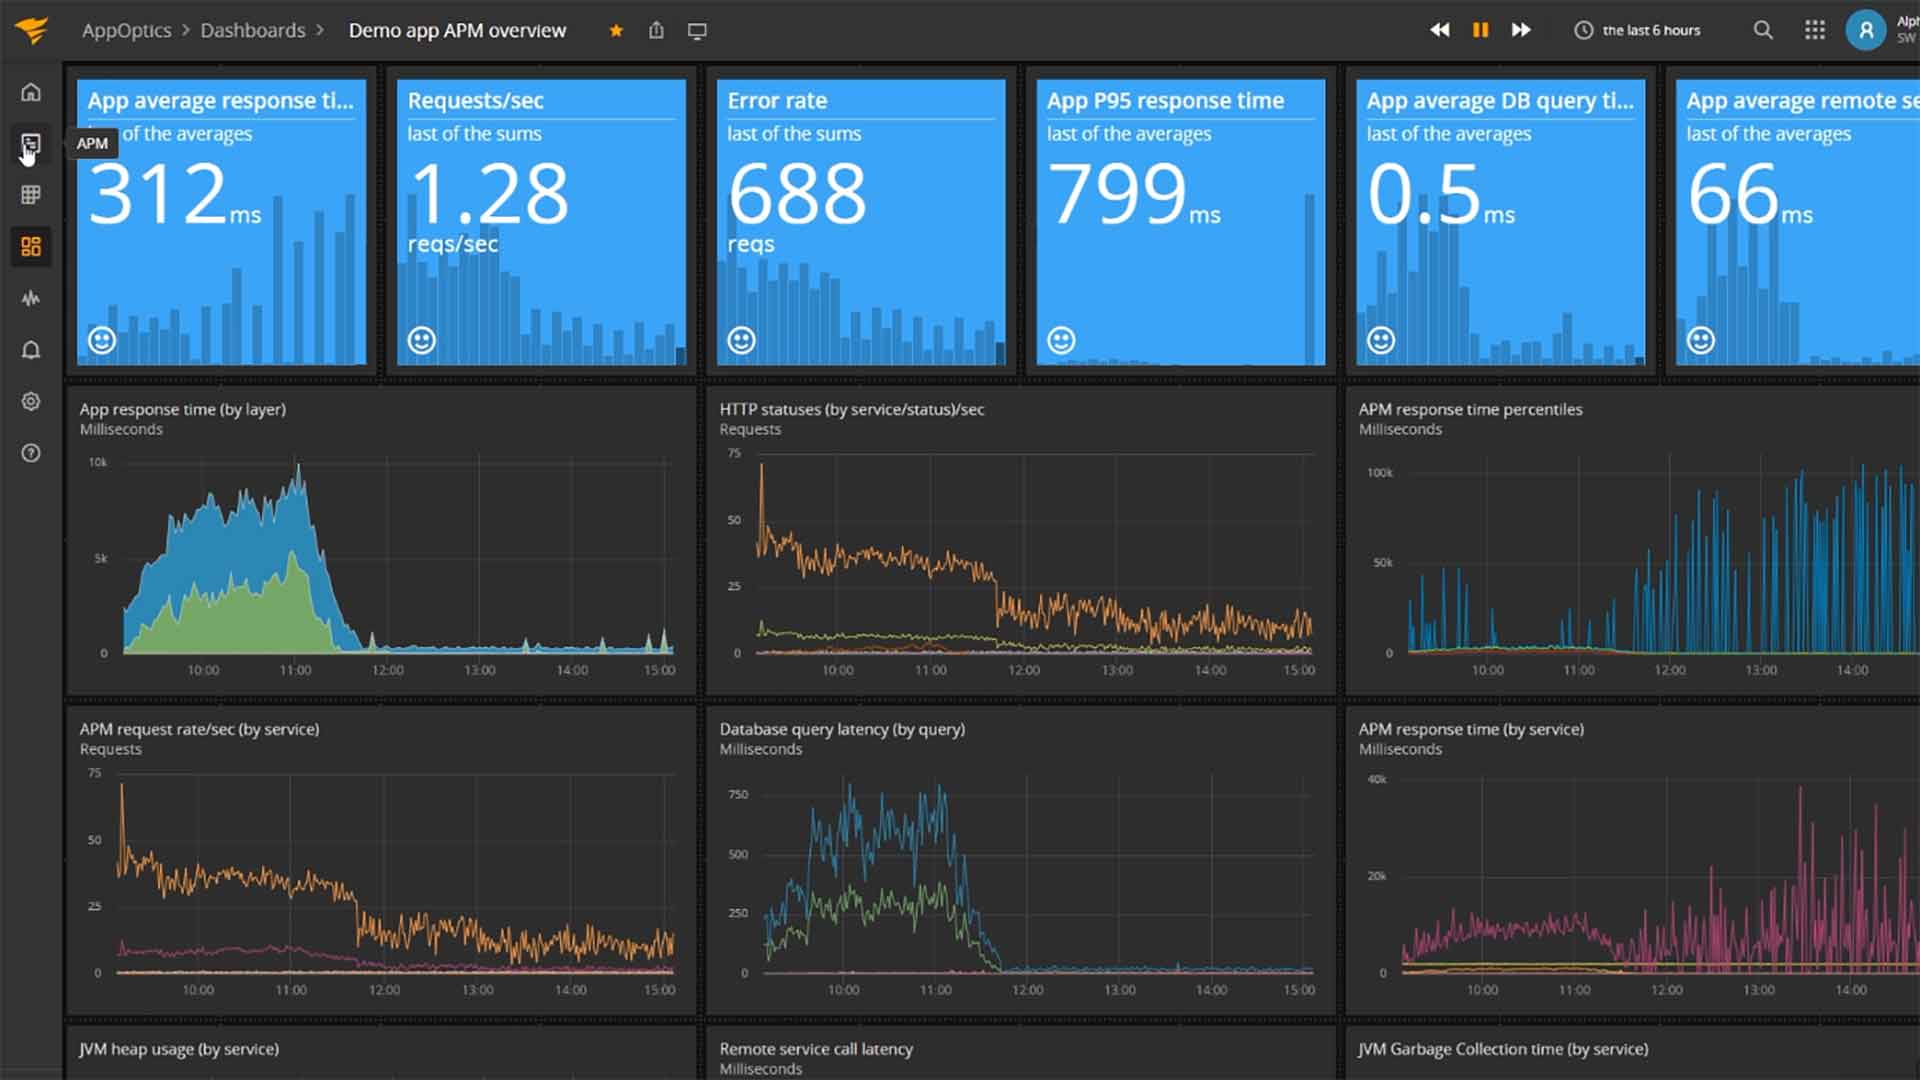 AppOptics > Dashboards > Demo app APM overview
the last 6 hours
Alph
SW
APM
App average response ti...
of the averages
312 ms
Requests/sec
last of the sums
1.28
reqs/sec
Error rate
last of the sums
688
reqs
App P95 response time
last of the averages
799 ms
App average DB query ti...
last of the averages
0.5 ms
App average remote se
last of the averages
66 ms
App response time (by layer)
Milliseconds
10k
5k
0
10:00 11:00 12:00 13:00 14:00 15:00
HTTP statuses (by service/status)/sec
Requests
75
50
25
0
10:00 11:00 12:00 13:00 14:00 15:00
APM response time percentiles
Milliseconds
100k
50k
0
10:00 11:00 12:00 13:00 14:00
APM request rate/sec (by service)
Requests
75
50
25
0
10:00 11:00 12:00 13:00 14:00 15:00
Database query latency (by query)
Milliseconds
750
500
250
0
10:00 11:00 12:00 13:00 14:00 15:00
APM response time (by service)
Milliseconds
40k
20k
0
10:00 11:00 12:00 13:00 14:00
JVM heap usage (by service)
Remote service call latency
Milliseconds
JVM Garbage Collection time (by service)